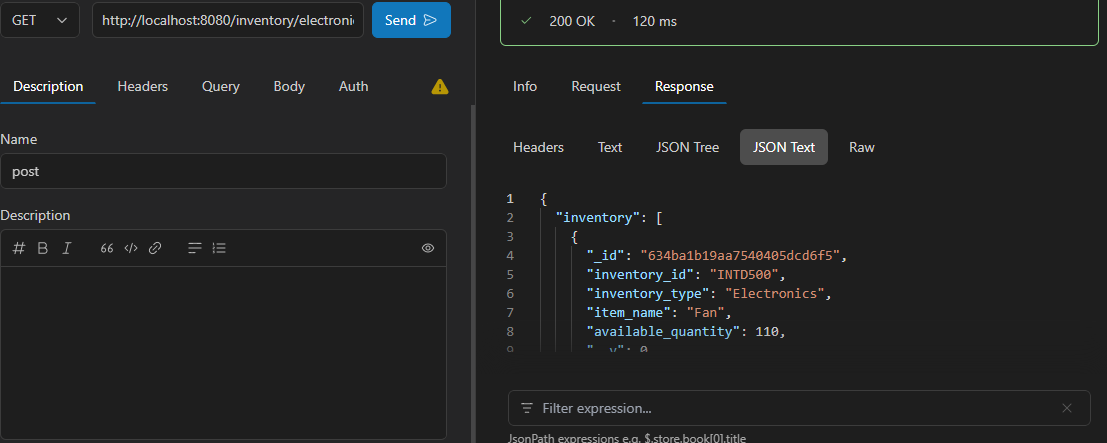 GET
http://localhost:8080/inventory/electroni
Send
Description Headers Query Body Auth
Name
post
Description
200 OK · 120 ms
Info Request Response
Headers Text JSON Tree JSON Text Raw
1 {
2 "inventory": [
3 {
4 "_id": "634ba1b19aa7540405dcd6f5",
5 "inventory_id": "INTD500",
6 "inventory_type": "Electronics",
7 "item_name": "Fan",
8 "available_quantity": 110,
9 "__v": 0
Filter expression...
JsonPath expressions e.g. $.store.book[0].title